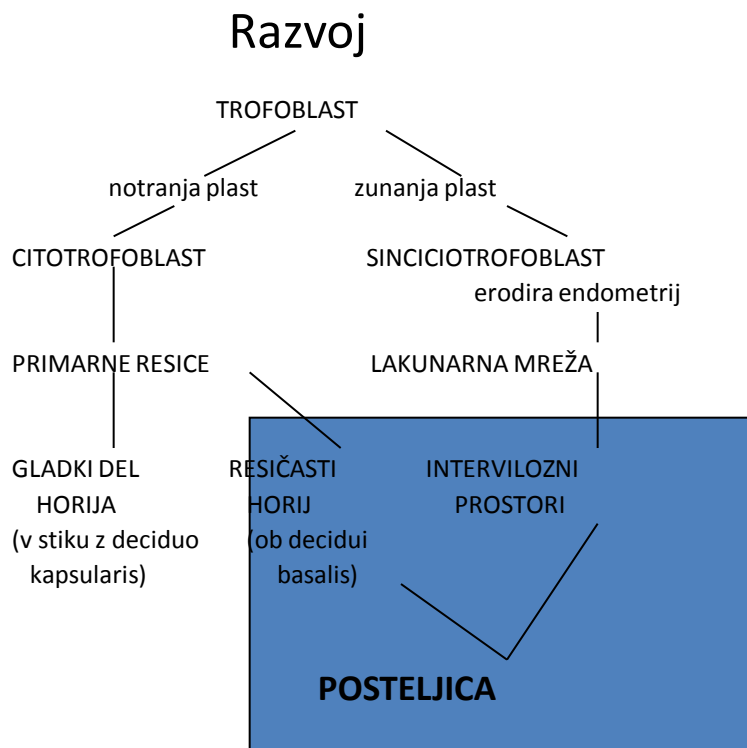 Razvoj
TROFOBLAST
notranja plast
zunanja plast
CITOTROFOBLAST
SINCICIOTROFOBLAST
erodira endometrij
PRIMARNE RESICE
LAKUNARNA MREŽA
GLADKI DEL
HORIJA
(v stiku z deciduo
kapsularis)
RESIČASTI
HORIJ
(ob decidui
basalis)
INTERVILOZNI
PROSTORI
POSTELJICA